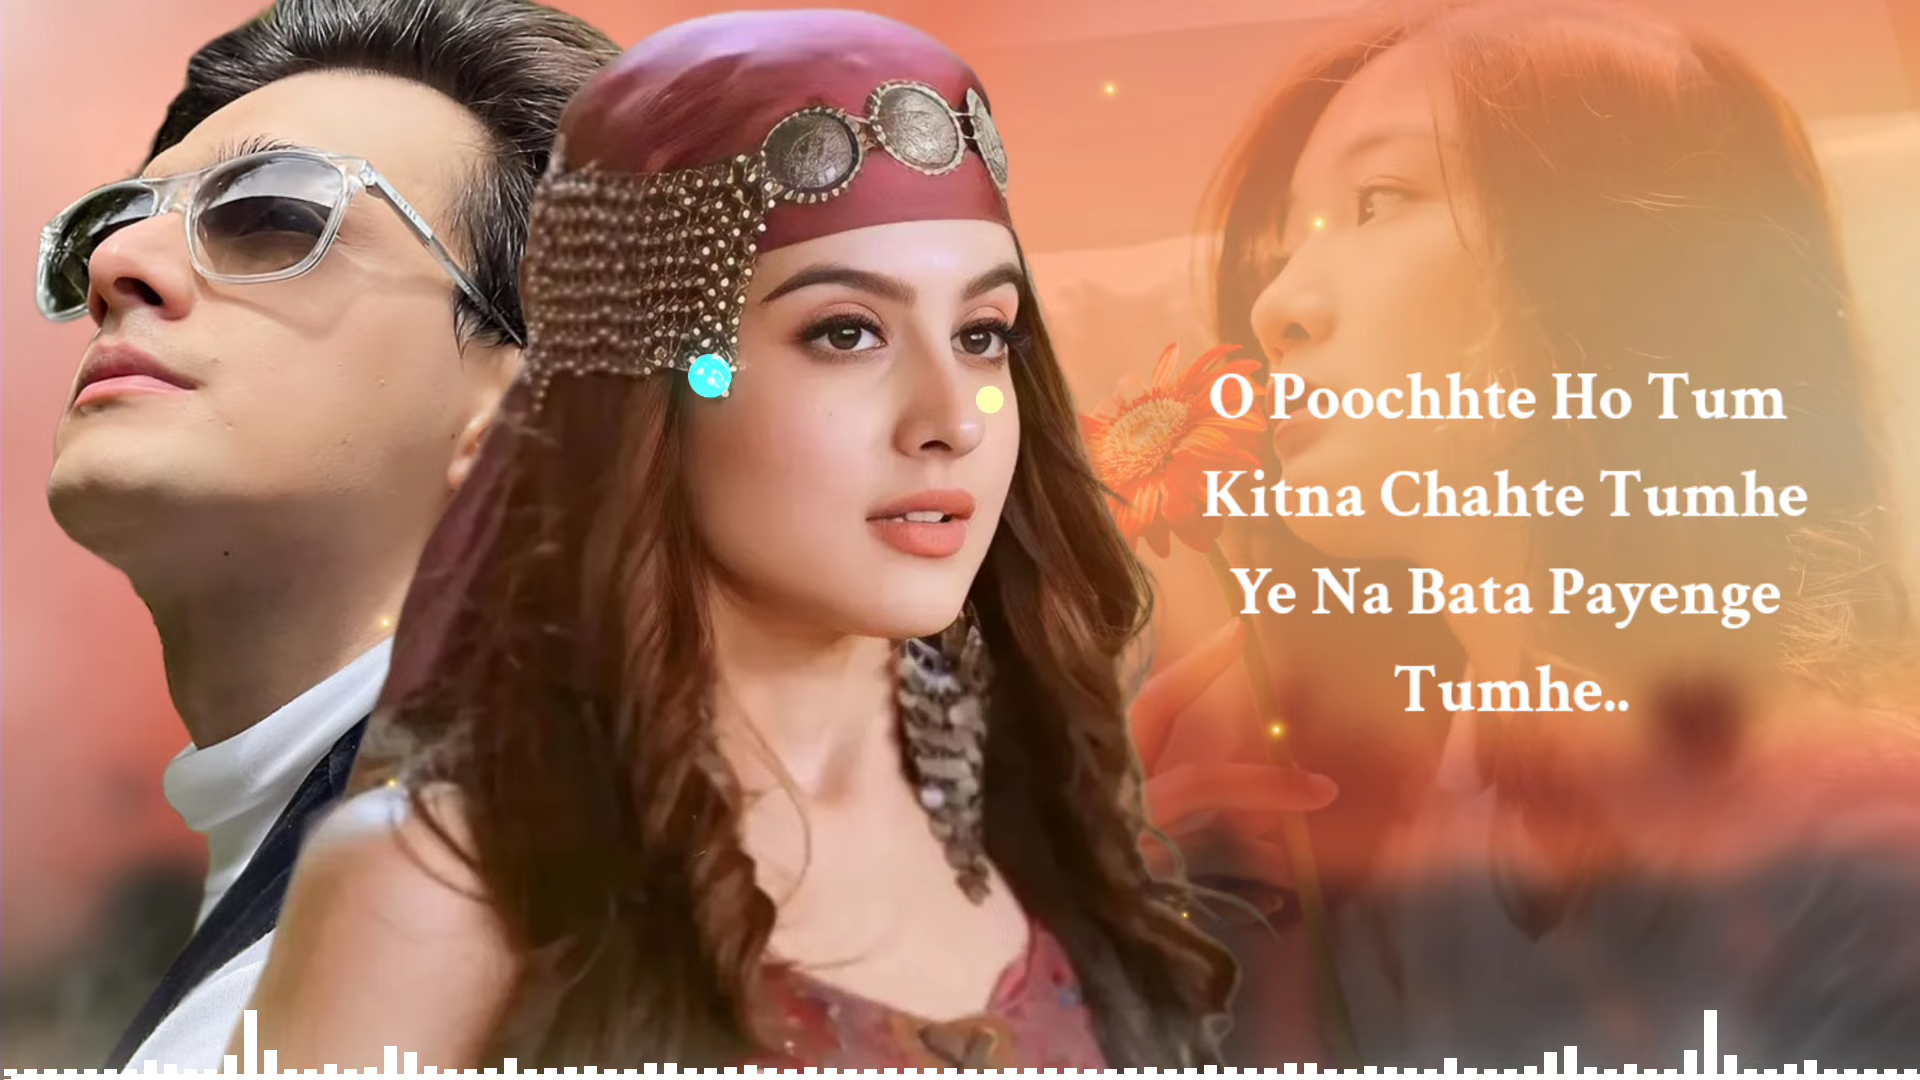 O Poochhte Ho Tum
Kitna Chahte Tumhe
Ye Na Bata Payenge
Tumhe..